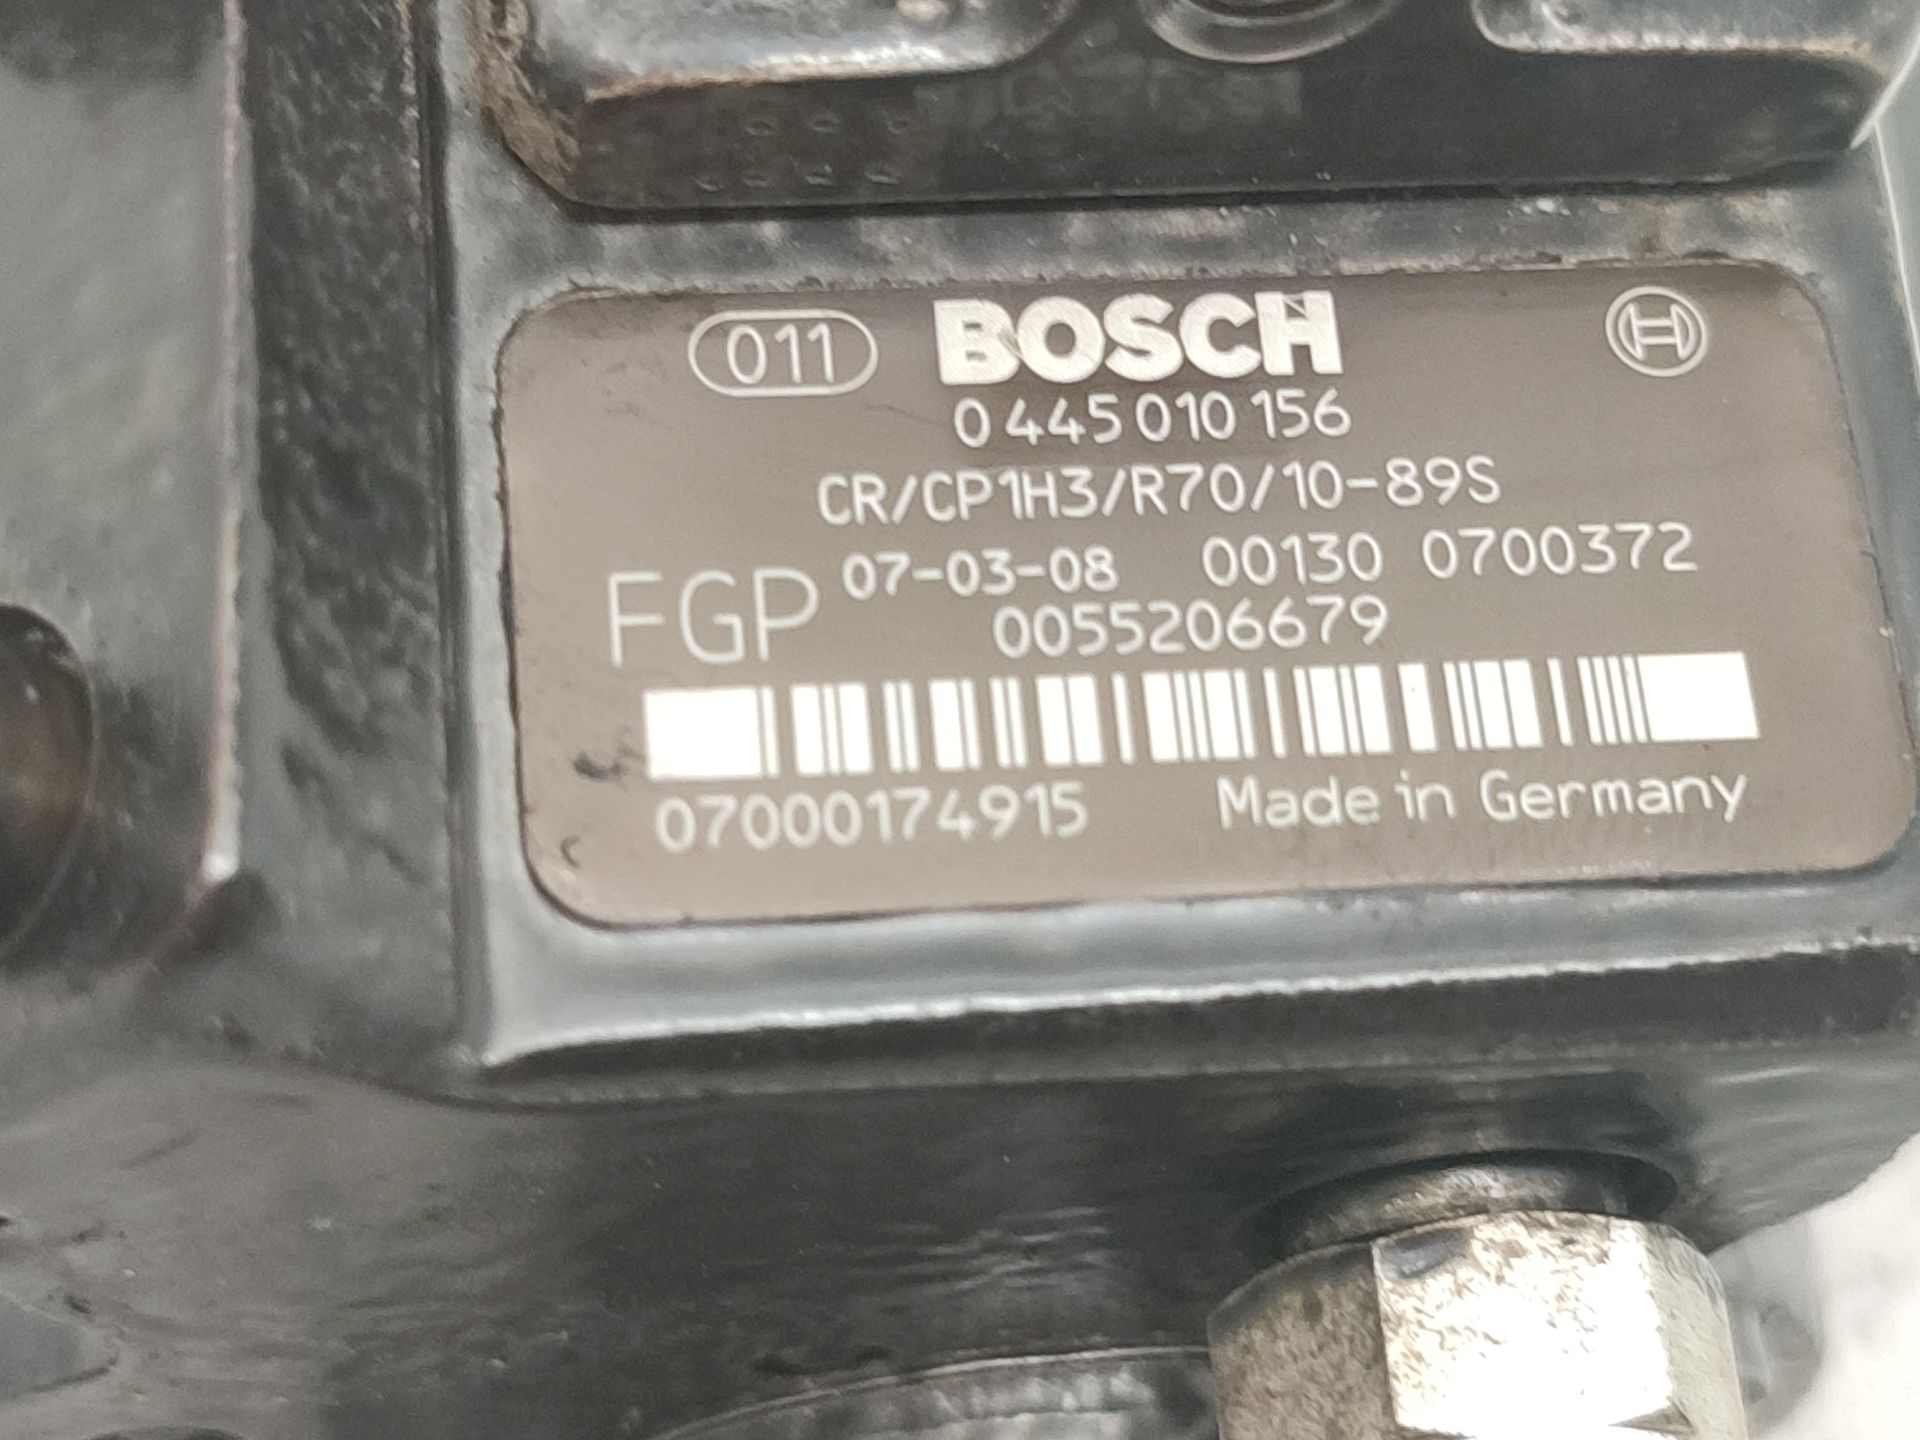 011 BOSCH
0 445 010 156
CR/CP1H3/R70/10-89S
FGP 07-03-08 00130 0700372
0055206679
07000174915 Made in Germany